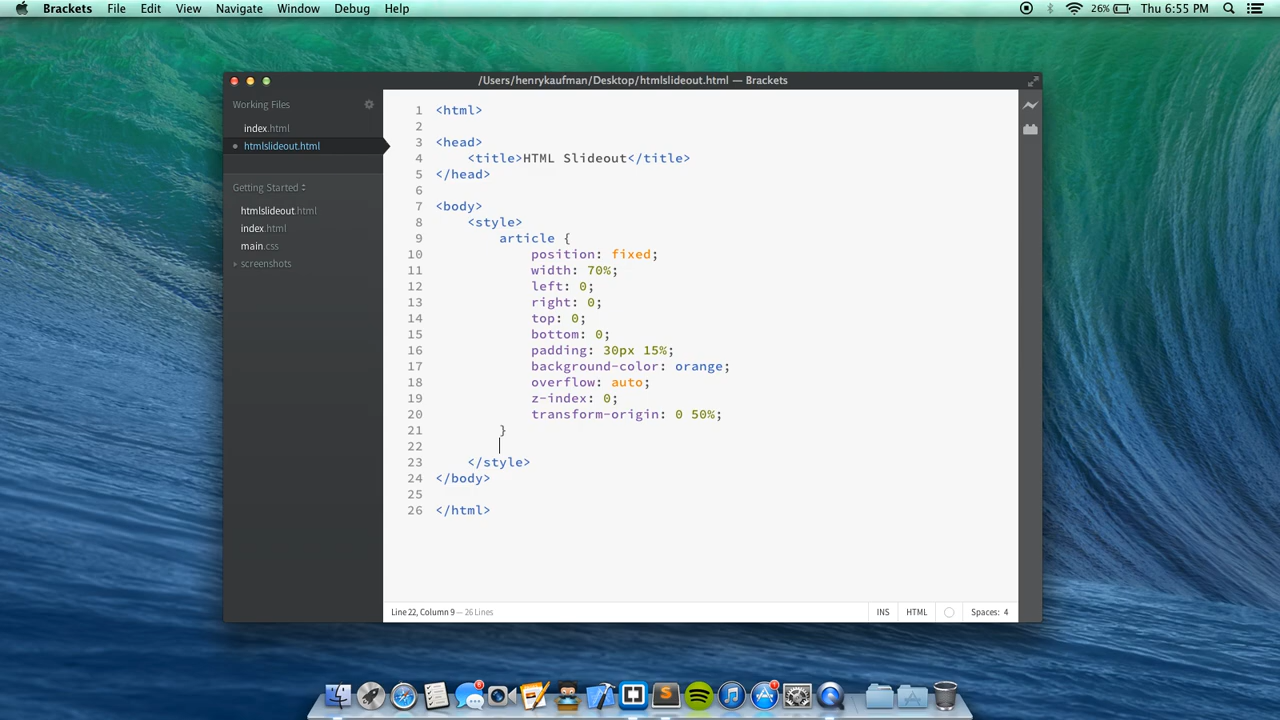 Brackets File Edit View Navigate Window Debug Help 26% Thu 6:55 PM
/Users/henrykaufman/Desktop/htmlslideout.html — Brackets
Working Files
index.html
htmlslideout.html
Getting Started
htmlslideout.html
index.html
main.css
screenshots
1 <html>
2
3 <head>
4 <title>HTML Slideout</title>
5 </head>
6
7 <body>
8 <style>
9 article {
10 position: fixed;
11 width: 70%;
12 left: 0;
13 right: 0;
14 top: 0;
15 bottom: 0;
16 padding: 30px 15%;
17 background-color: orange;
18 overflow: auto;
19 z-index: 0;
20 transform-origin: 0 50%;
21 }
22
23 </style>
24 </body>
25
26 </html>
Line 22, Column 9 — 26 Lines INS HTML Spaces: 4